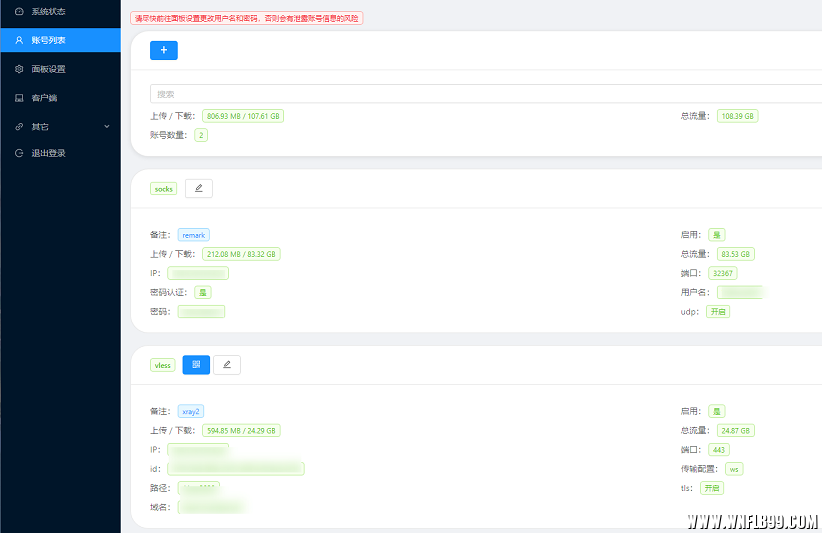 系统状态
账号列表
面板设置
客户端
其它
退出登录
请尽快前往面板设置更改用户名和密码，否则会有泄露账号信息的风险
+
搜索
上传 / 下载： 806.93 MB / 107.61 GB 总流量： 108.39 GB
账号数量： 2
socks
备注： remark 启用： 是
上传 / 下载： 212.08 MB / 83.32 GB 总流量： 83.53 GB
IP： 端口： 32367
密码认证： 是 用户名：
密码： udp： 开启
vless
备注： xray2 启用： 是
上传 / 下载： 594.85 MB / 24.29 GB 总流量： 24.87 GB
IP： 端口： 443
id： 传输配置： ws
路径： tls： 开启
域名：
WWW.WNFLB99.COM